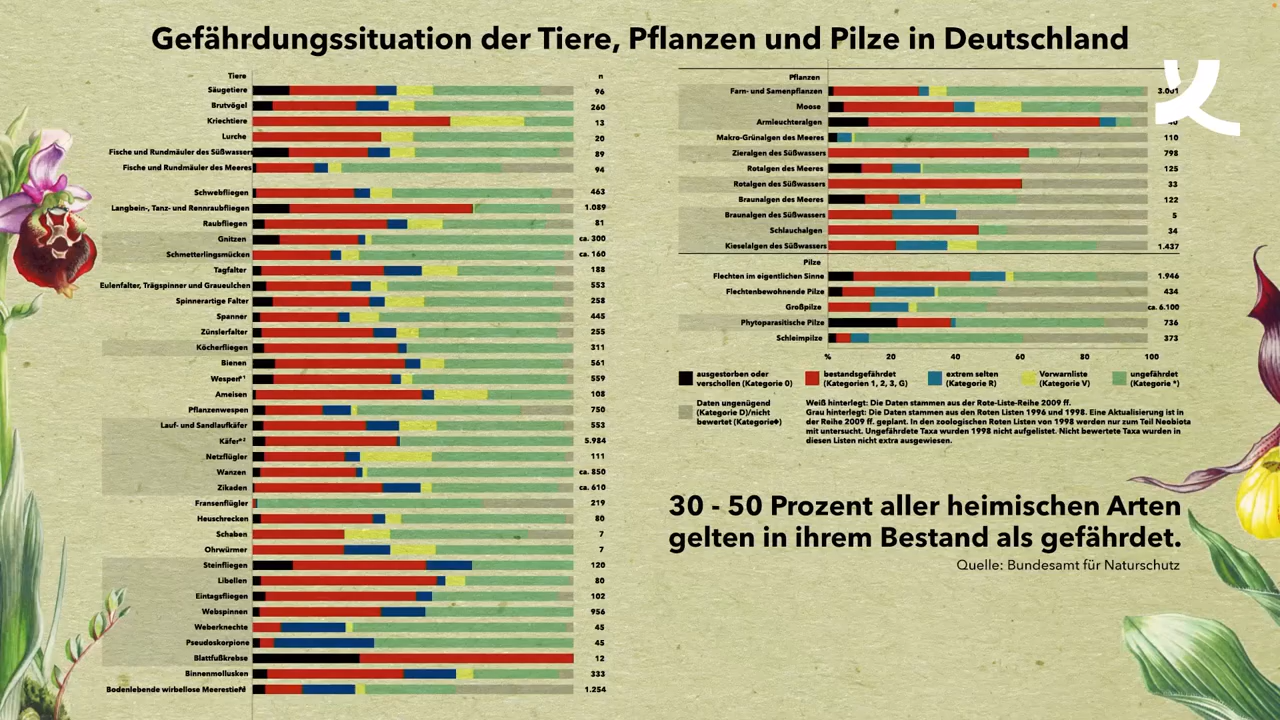 Gefährdungssituation der Tiere, Pflanzen und Pilze in Deutschland
Tiere n
Säugetiere 96
Brutvögel 260
Kriechtiere 13
Lurche 20
Fische und Rundmäuler des Süßwassers 89
Fische und Rundmäuler des Meeres 94
Schwebfliegen 463
Langbein-, Tanz- und Rennraubfliegen 1.089
Raubfliegen 81
Gnitzen ca. 300
Schmetterlingsmücken ca. 160
Tagfalter 188
Eulenfalter, Trägspinner und Graueulchen 553
Spinnerartige Falter 258
Spanner 445
Zünslerfalter 255
Köcherfliegen 311
Bienen 561
Wespen*¹ 559
Ameisen 108
Pflanzenwespen 750
Lauf- und Sandlaufkäfer 553
Käfer*² 5.984
Netzflügler 111
Wanzen ca. 850
Zikaden ca. 610
Fransenflügler 219
Heuschrecken 80
Schaben 7
Ohrwürmer 7
Steinfliegen 120
Libellen 80
Eintagsfliegen 102
Webspinnen 956
Weberknechte 45
Pseudoskorpione 45
Blattfußkrebse 12
Binnenmollusken 333
Bodenlebende wirbellose Meerestiere 1.254
Pflanzen
Farn- und Samenpflanzen 3.001
Moose
Armleuchteralgen 40
Makro-Grünalgen des Meeres 110
Zieralgen des Süßwassers 798
Rotalgen des Meeres 125
Rotalgen des Süßwassers 33
Braunalgen des Meeres 122
Braunalgen des Süßwassers 5
Schlauchalgen 34
Kieselalgen des Süßwassers 1.437
Pilze
Flechten im eigentlichen Sinne 1.946
Flechtenbewohnende Pilze 434
Großpilze ca. 6.100
Phytoparasitische Pilze 736
Schleimpilze 373
% 20 40 60 80 100
ausgestorben oder
verschollen (Kategorie 0)
bestandsgefährdet
(Kategorien 1, 2, 3, G)
extrem selten
(Kategorie R)
Vorwarnliste
(Kategorie V)
ungefährdet
(Kategorie *)
Daten ungenügend
(Kategorie D)/nicht
bewertet (Kategorie♦)
Weiß hinterlegt: Die Daten stammen aus der Rote-Liste-Reihe 2009 ff.
Grau hinterlegt: Die Daten stammen aus den Roten Listen 1996 und 1998. Eine Aktualisierung ist in
der Reihe 2009 ff. geplant. In den zoologischen Roten Listen von 1998 werden nur zum Teil Neobiota
mit untersucht. Ungefährdete Taxa wurden 1998 nicht aufgelistet. Nicht bewertete Taxa wurden in
diesen Listen nicht extra ausgewiesen.
30 - 50 Prozent aller heimischen Arten
gelten in ihrem Bestand als gefährdet.
Quelle: Bundesamt für Naturschutz